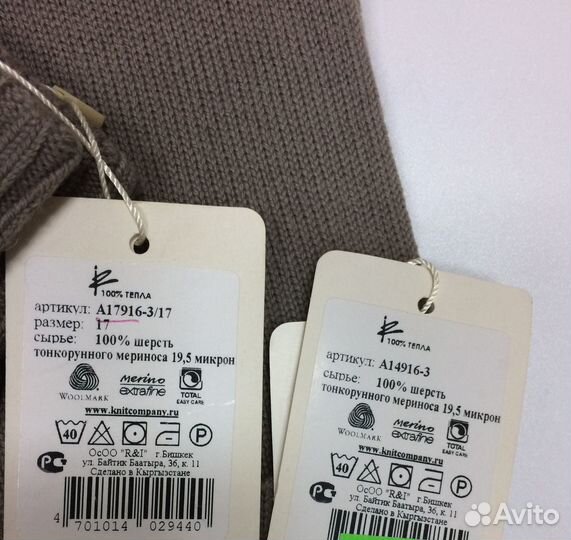 100% ТЕПЛА
артикул: А17916-3/17
размер: 17
сырье: 100% шерсть
тонкорунного мериноса 19,5 микрон
WOOLMARK
merino
extrafine
TOTAL
EASY CARE
www.knitcompany.ru
40
P
ОсОО "R&I" г.Бишкек
ул. Байтик Баатыра, 36, к. 11
Сделано в Кыргызстане
4 701014 029440
100% ТЕПЛА
артикул: А14916-3
сырье: 100% шерсть
тонкорунного мериноса 19,5 микрон
WOOLMARK
merino
extrafine
TOTAL
EASY CARE
www.knitcompany.ru
40
P
ОсОО "R&I" г.Бишкек
ул. Байтик Баатыра, 36, к. 11
Сделано в Кыргызстане
Avito